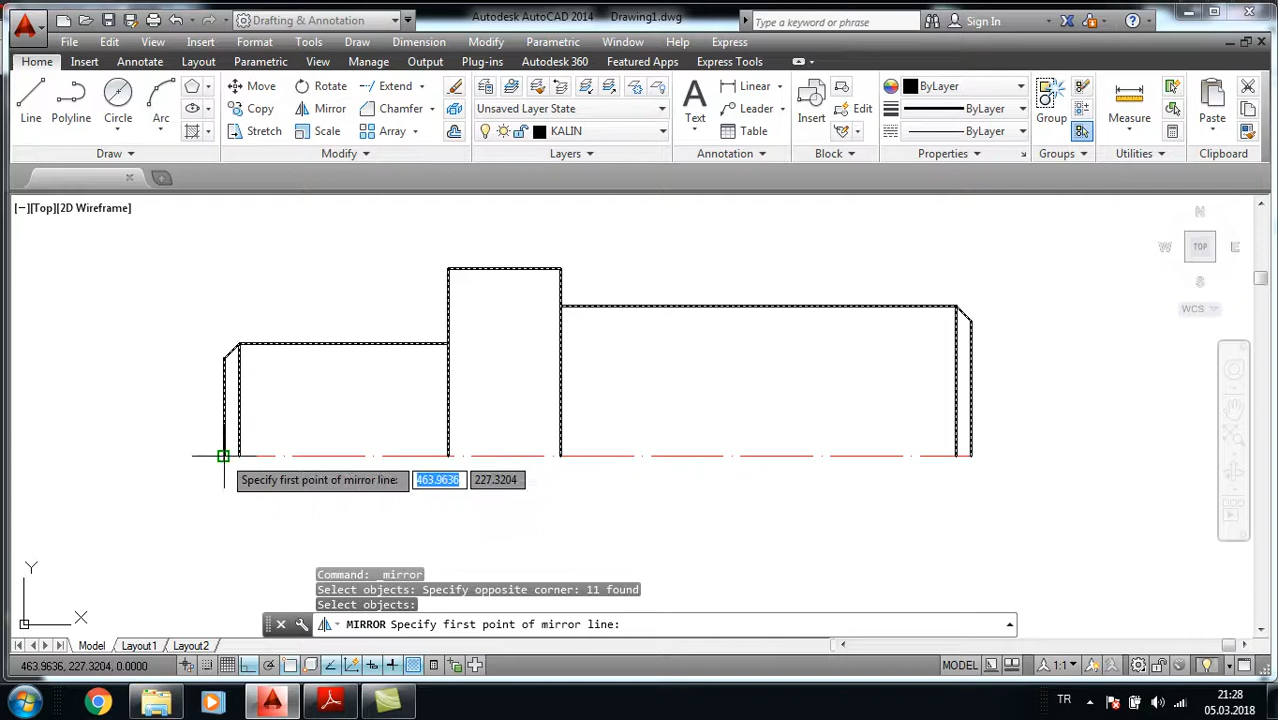 Drafting & Annotation
Autodesk AutoCAD 2014 Drawing1.dwg
Type a keyword or phrase
Sign In
File Edit View Insert Format Tools Draw Dimension Modify Parametric Window Help Express
Home Insert Annotate Layout Parametric View Manage Output Plug-ins Autodesk 360 Featured Apps Express Tools
Line Polyline Circle Arc
Move Rotate Extend
Copy Mirror Chamfer
Stretch Scale Array
Unsaved Layer State
KALIN
Text
Linear
Leader
Table
Insert
Edit
ByLayer
ByLayer
ByLayer
Group
Measure
Paste
Draw Modify Layers Annotation Block Properties Groups Utilities Clipboard
[−][Top][2D Wireframe]
N
W TOP E
S
WCS
Specify first point of mirror line: 463.9636 227.3204
Y
X
Command: _mirror
Select objects: Specify opposite corner: 11 found
Select objects:
MIRROR Specify first point of mirror line:
Model Layout1 Layout2
463.9636, 227.3204, 0.0000
MODEL
1:1
TR
21:28
05.03.2018